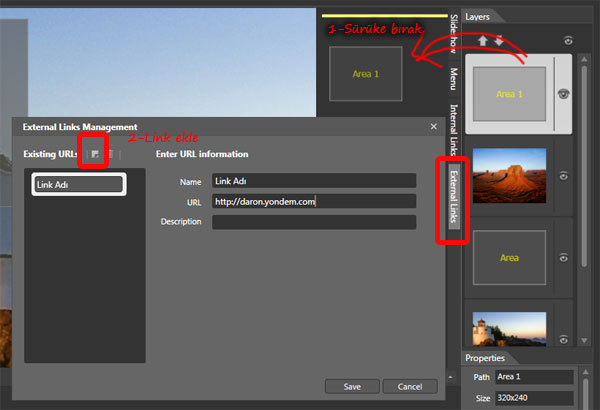 1-Sürüke bırak
Area 1
Slideshow
Menu
Internal Links
External Links
Layers
Area 1
Area
External Links Management
2-Link ekle
Existing URLs
Link Adı
Enter URL information
Name
Link Adı
URL
http://daron.yondem.com
Description
Save
Cancel
Properties
Path
Area 1
Size
320x240